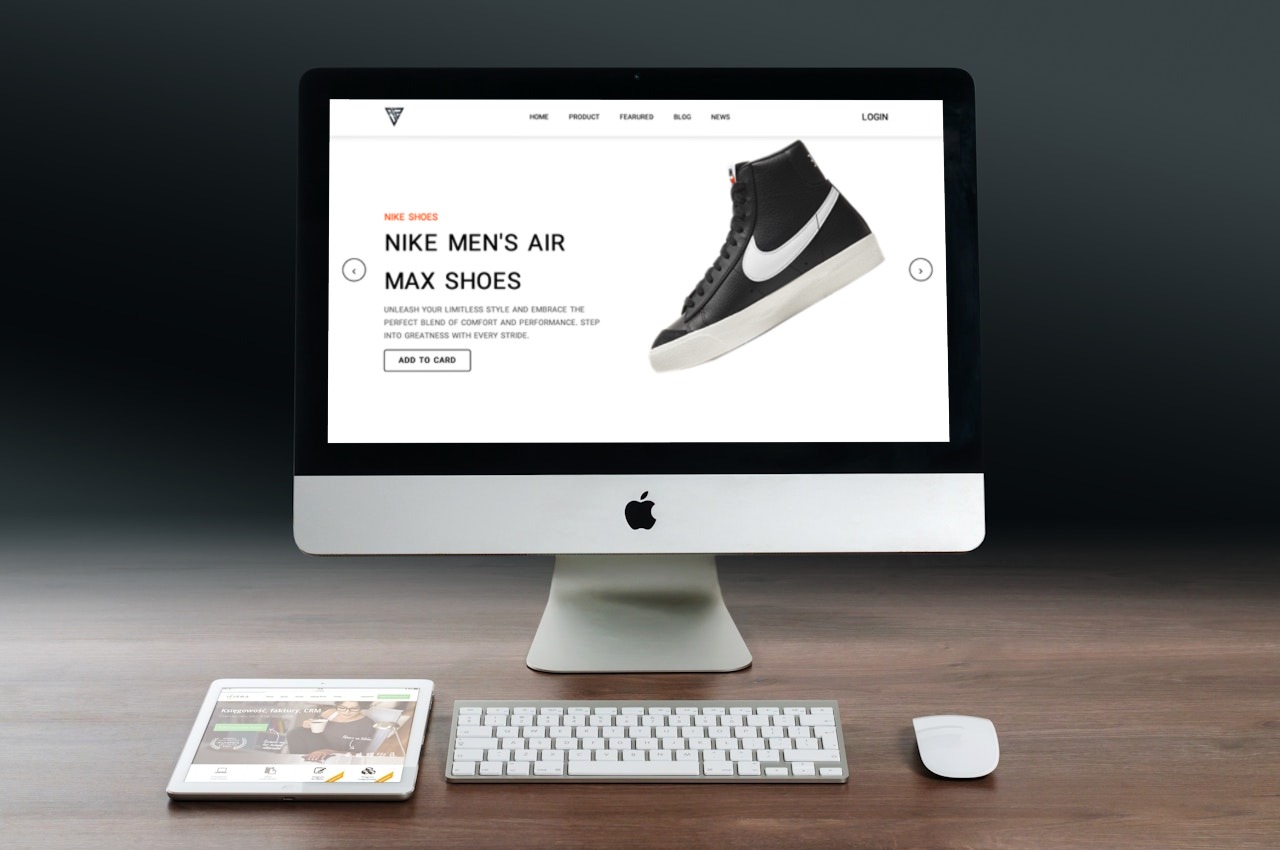 HOME PRODUCT FEARURED BLOG NEWS LOGIN
NIKE SHOES
NIKE MEN'S AIR
MAX SHOES
UNLEASH YOUR LIMITLESS STYLE AND EMBRACE THE
PERFECT BLEND OF COMFORT AND PERFORMANCE. STEP
INTO GREATNESS WITH EVERY STRIDE.
ADD TO CARD
Księgowość, faktury, CRM